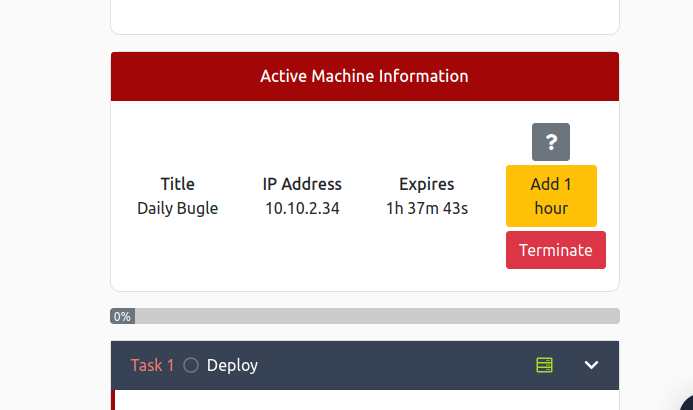 Active Machine Information
?
Title IP Address Expires Add 1
Daily Bugle 10.10.2.34 1h 37m 43s hour
Terminate
0%
Task 1 Deploy